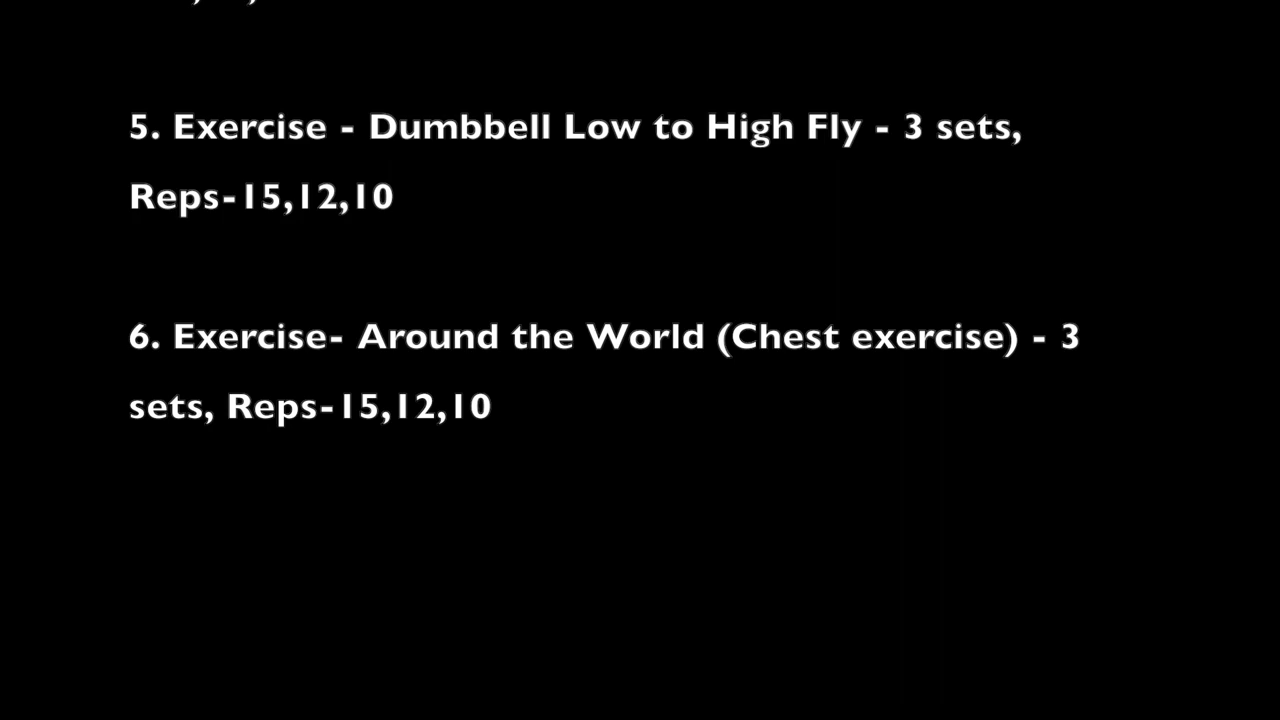 5. Exercise - Dumbbell Low to High Fly - 3 sets,
Reps-15,12,10
6. Exercise- Around the World (Chest exercise) - 3
sets, Reps-15,12,10